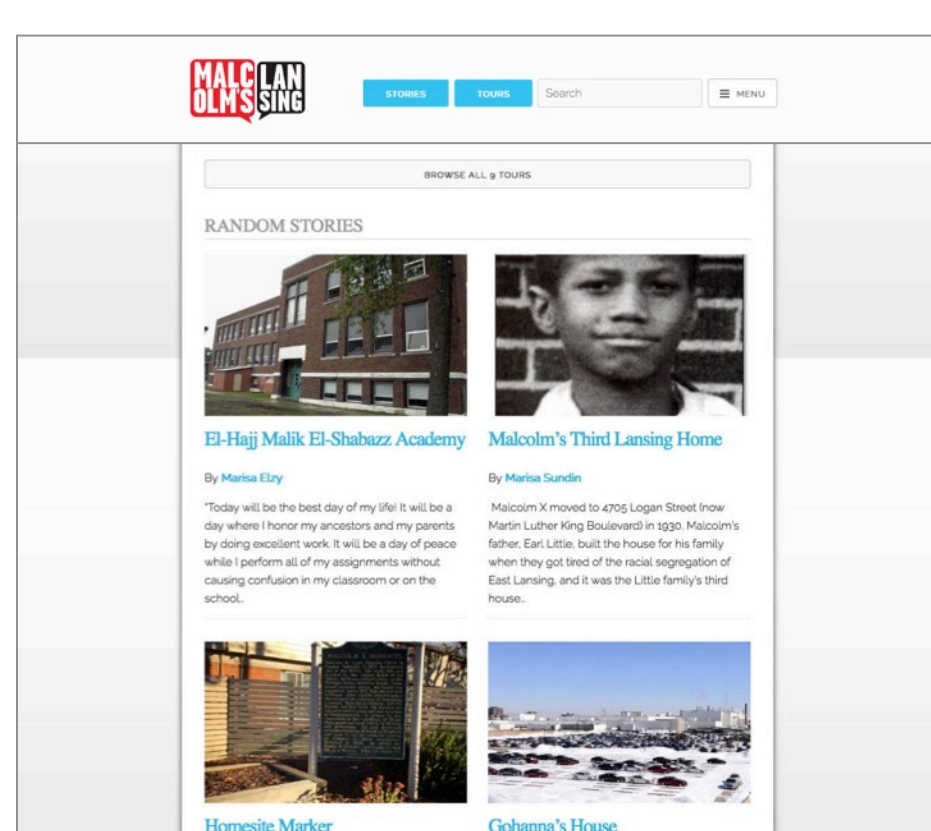 MALC LAN
OLM'S SING
STORIES
TOURS
Search
MENU
BROWSE ALL 9 TOURS
RANDOM STORIES
El-Hajj Malik El-Shabazz Academy
By Marisa Elzy
"Today will be the best day of my life! It will be a
day where I honor my ancestors and my parents
by doing excellent work. It will be a day of peace
while I perform all of my assignments without
causing confusion in my classroom or on the
school…
Malcolm's Third Lansing Home
By Marisa Sundin
Malcolm X moved to 4705 Logan Street (now
Martin Luther King Boulevard) in 1930. Malcolm's
father, Earl Little, built the house for his family
when they got tired of the racial segregation of
East Lansing, and it was the Little family's third
house…
Homesite Marker
Gohanna's House